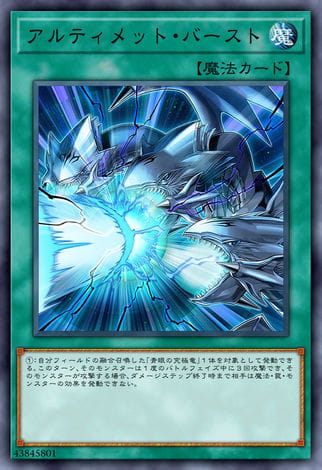 アルティメット・バースト
魔
【魔法カード】
①:自分フィールドの融合召喚した「青眼の究極竜」1体を対象として発動でき
る。このターン、そのモンスターは1度のバトルフェイズ中に3回攻撃でき、そ
のモンスターが攻撃する場合、ダメージステップ終了時まで相手は魔法・罠・モ
ンスターの効果を発動できない。
43845801